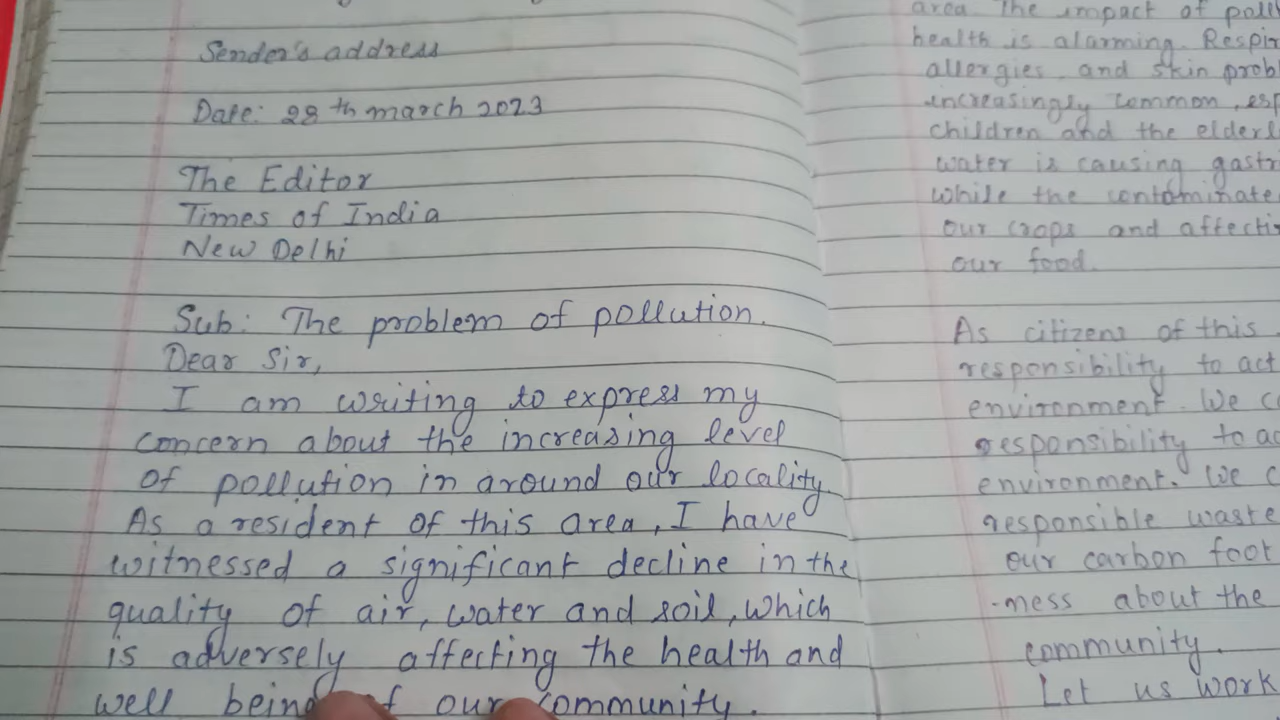 Sender's address
Date: 28th march 2023
The Editor
Times of India
New Delhi
Sub: The problem of pollution.
Dear Sir,
I am writing to express my
concern about the increasing level
of pollution in around our locality.
As a resident of this area, I have
witnessed a significant decline in the
quality of air, water and soil, which
is adversely affecting the health and
well being of our community.
area. The impact of
health is alarming.
allergies and skin
increasingly common,
children and the
water is causing
while the
our crops and
our food.
As citizens of this
responsibility to act
environment. We
responsibility to
environment. We
responsible waste
our carbon foot
-ness about the
community.
Let us work